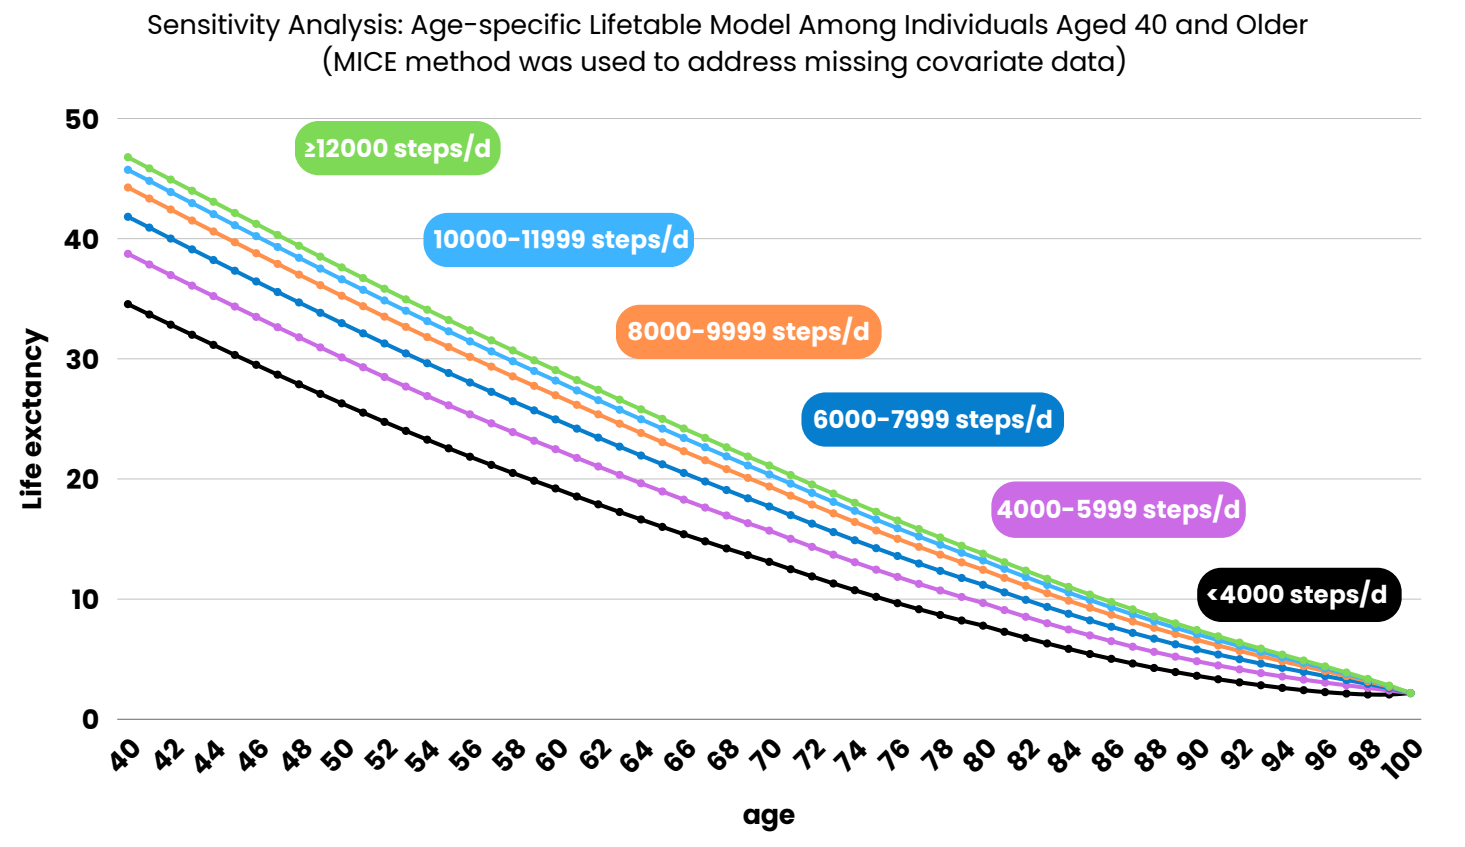 Sensitivity Analysis: Age-specific Lifetable Model Among Individuals Aged 40 and Older
(MICE method was used to address missing covariate data)
50
≥12000 steps/d
40
10000-11999 steps/d
8000-9999 steps/d
30
Life exctancy
6000-7999 steps/d
20
4000-5999 steps/d
10
<4000 steps/d
0
40 42 44 46 48 50 52 54 56 58 60 62 64 66 68 70 72 74 76 78 80 82 84 86 88 90 92 94 96 98 100
age